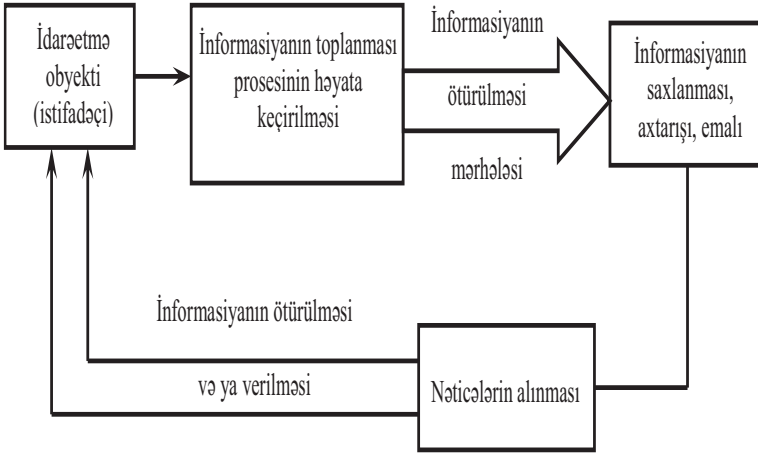 İdarəetmə
obyekti
(istifadəçi)
İnformasiyanın toplanması
prosesinin həyata
keçirilməsi
İnformasiyanın
ötürülməsi
mərhələsi
İnformasiyanın
saxlanması,
axtarışı, emalı
İnformasiyanın ötürülməsi
və ya verilməsi
Nəticələrin alınması